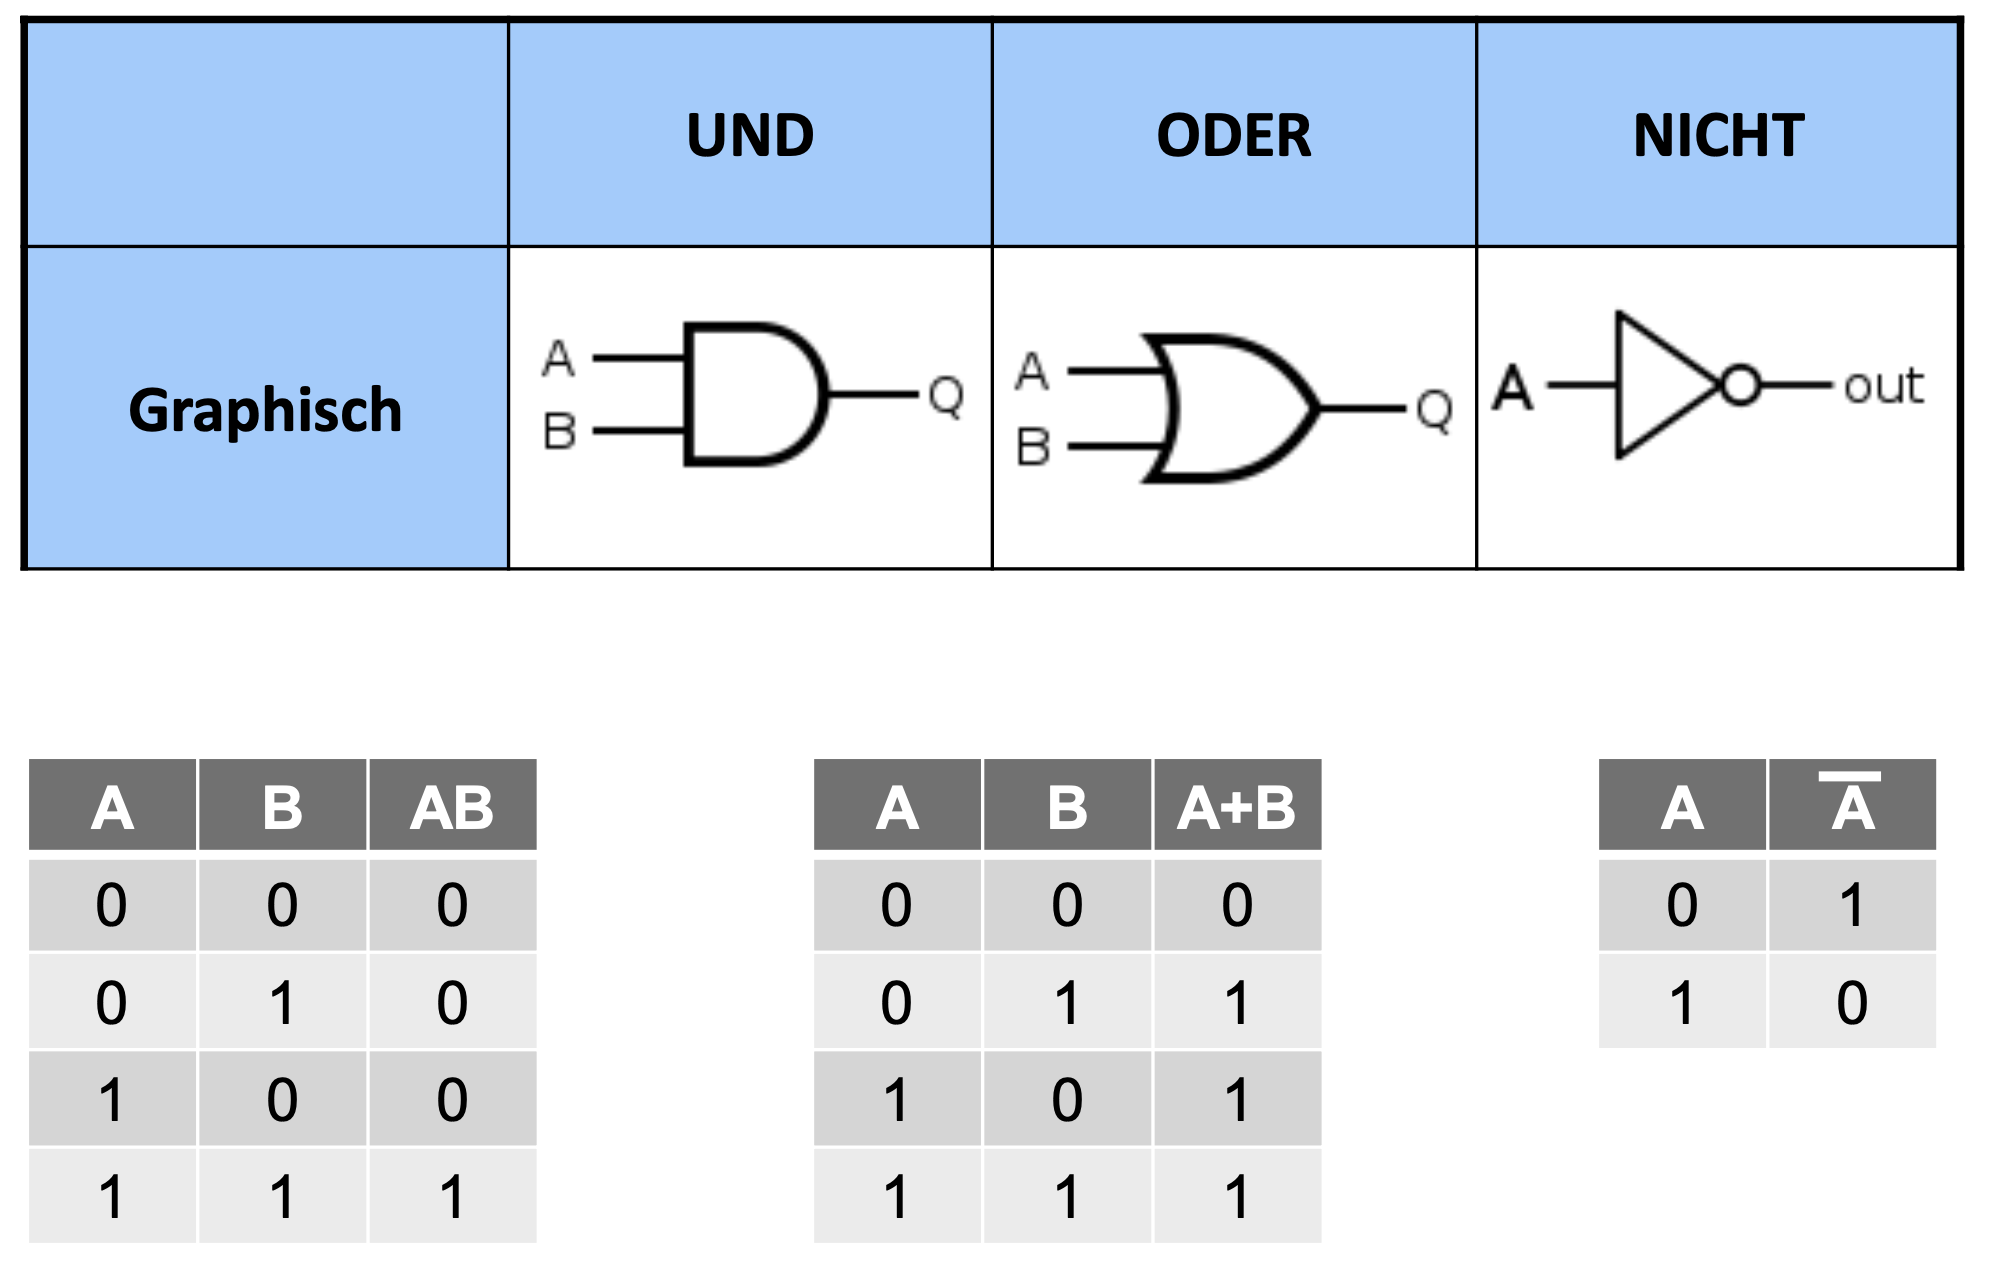 UND ODER NICHT
Graphisch
A
B
Q
A
B
Q
A
out
A B AB
0 0 0
0 1 0
1 0 0
1 1 1
A B A+B
0 0 0
0 1 1
1 0 1
1 1 1
A A̅
0 1
1 0